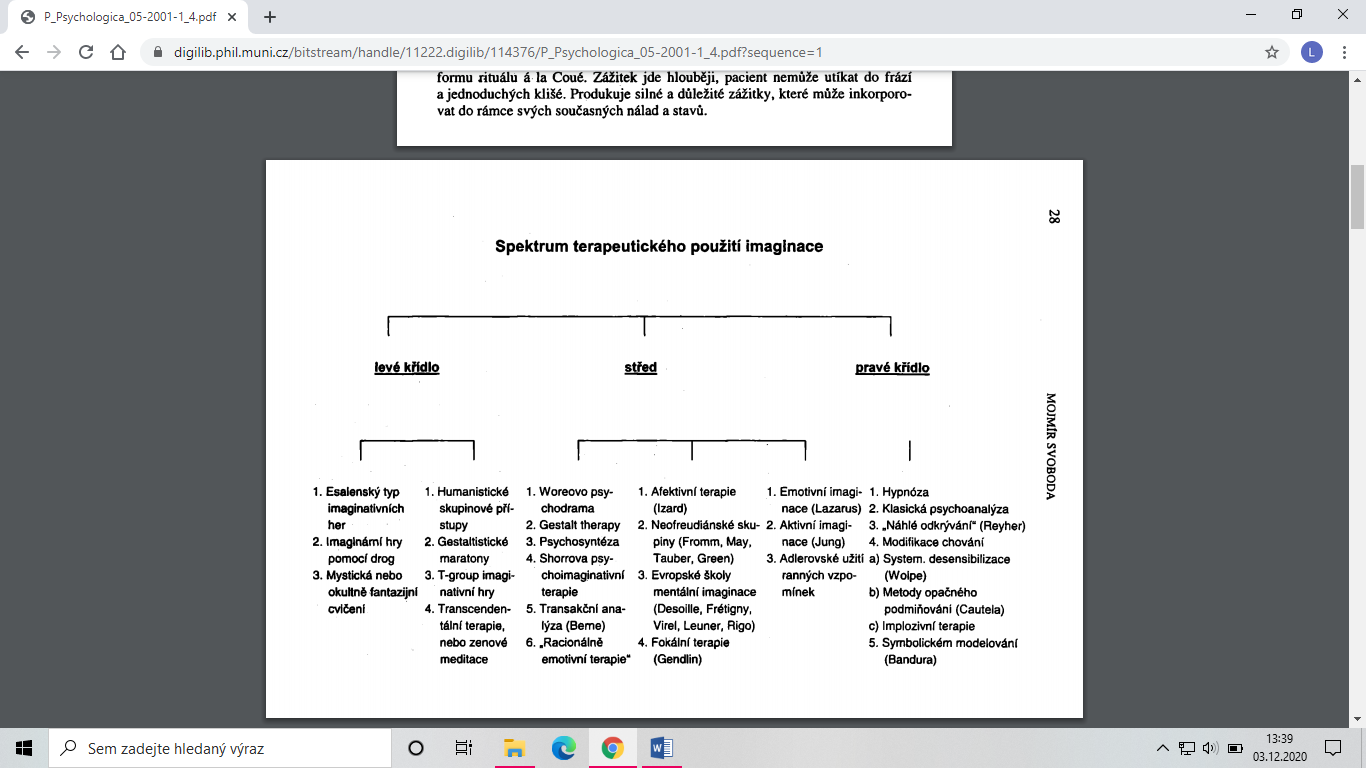 P_Psychologica_05-2001-1_4.pdf
digilib.phil.muni.cz/bitstream/handle/11222.digilib/114376/P_Psychologica_05-2001-1_4.pdf?sequence=1
L
formu rituálu á la Coué. Zážitek jde hlouběji, pacient nemůže utíkat do frází
a jednoduchých klišé. Produkuje silné a důležité zážitky, které může inkorporo-
vat do rámce svých současných nálad a stavů.
28
Spektrum terapeutického použití imaginace
levé křídlo
střed
pravé křídlo
MOJMÍR SVOBODA
1. Esalenský typ
imaginativních
her
2. Imaginární hry
pomocí drog
3. Mystická nebo
okultně fantazijní
cvičení
1. Humanistické
skupinové pří-
stupy
2. Gestaltistické
maratony
3. T-group imagi-
nativní hry
4. Transcenden-
tální terapie,
nebo zenové
meditace
1. Woreovo psy-
chodrama
2. Gestalt therapy
3. Psychosyntéza
4. Shorrova psy-
choimaginativní
terapie
5. Transakční ana-
lýza (Berne)
6. „Racionálně
emotivní terapie“
1. Afektivní terapie
(Izard)
2. Neofreudiánské sku-
piny (Fromm, May,
Tauber, Green)
3. Evropské školy
mentální imaginace
(Desoille, Frétigny,
Virel, Leuner, Rigo)
4. Fokální terapie
(Gendlin)
1. Emotivní imagi-
nace (Lazarus)
2. Aktivní imagi-
nace (Jung)
3. Adlerovské užití
ranných vzpo-
mínek
1. Hypnóza
2. Klasická psychoanalýza
3. „Náhlé odkrývání“ (Reyher)
4. Modifikace chování
a) System. desensibilizace
(Wolpe)
b) Metody opačného
podmiňování (Cautela)
c) Implozivní terapie
5. Symbolickém modelování
(Bandura)
Sem zadejte hledaný výraz
13:39
03.12.2020